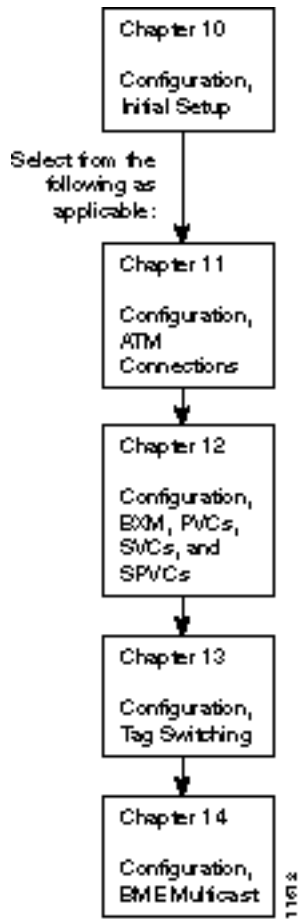 Chapter 10
Configuration,
Initial Setup
Select from the
following as
applicable:
Chapter 11
Configuration,
ATM
Connections
Chapter 12
Configuration,
BXM, PVCs,
SVCs, and
SPVCs
Chapter 13
Configuration,
Tag Switching
Chapter 14
Configuration,
BME Multicast